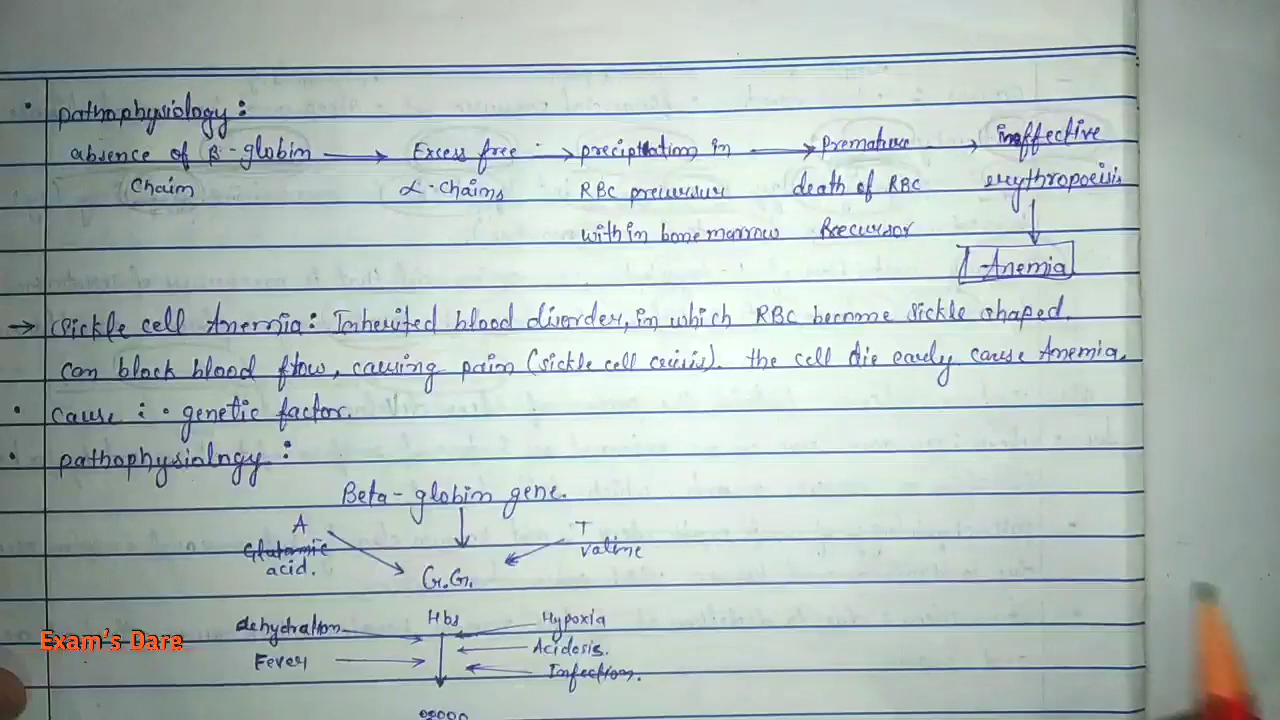 • pathophysiology:
absence of β-globin → Excess free → precipitation in → Premature → ineffective
Chain α-chains RBC precursur death of RBC erythropoeisis
within bone marrow Precursor ↓
Anemia
→ Sickle cell Anemia: Inherited blood disorder, in which RBC become sickle shaped.
can block blood flow, causing pain (sickle cell crisis). the cell die early cause Anemia.
• cause: • genetic factor.
• pathophysialngy:
Beta-globin gene.
A ↓ T
Glutamic valine
acid. G.G.
dehydration Hbs Hypoxia
Exam's Dare
Fever Acidosis.
Infection.